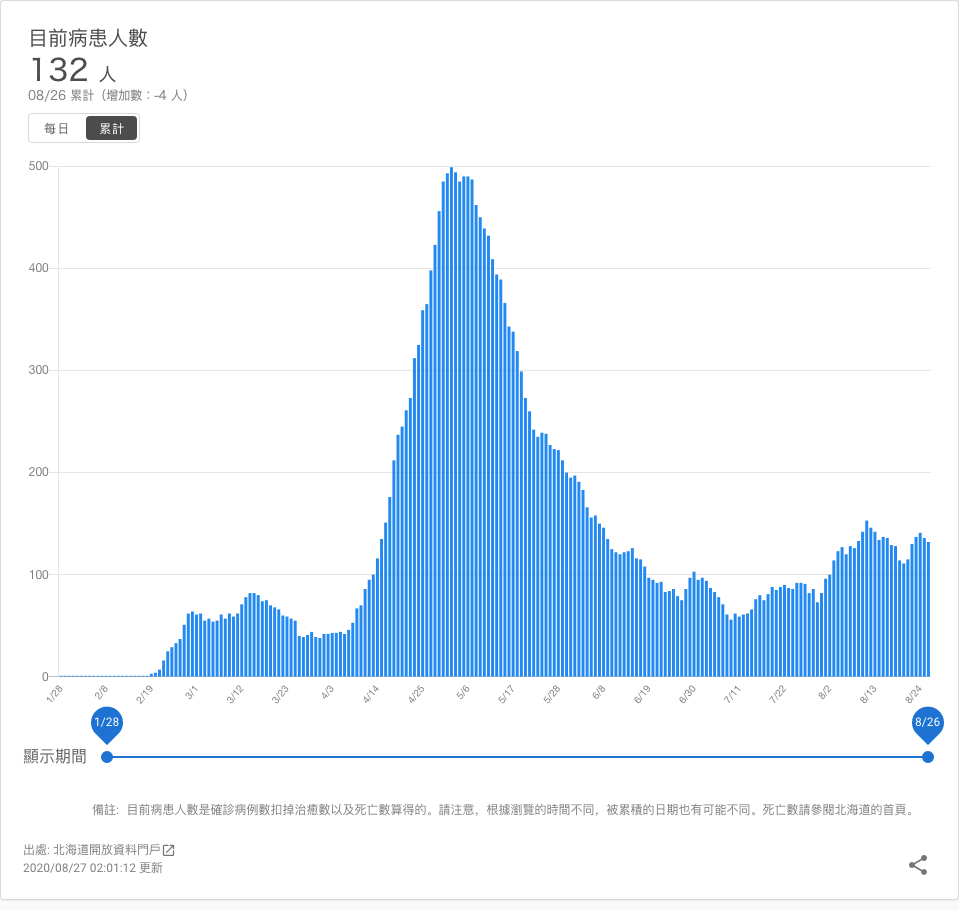 目前病患人數
132 人
08/26 累計（增加數：-4 人）
每日 累計
500
400
300
200
100
0
1/28 2/8 2/19 3/1 3/12 3/23 4/3 4/14 4/25 5/6 5/17 5/28 6/8 6/19 6/30 7/11 7/22 8/2 8/13 8/24
1/28 8/26
顯示期間
備註: 目前病患人數是確診病例數扣掉治癒數以及死亡數算得的。請注意，根據瀏覽的時間不同，被累積的日期也有可能不同。死亡數請參閱北海道的首頁。
出處: 北海道開放資料門戶
2020/08/27 02:01:12 更新